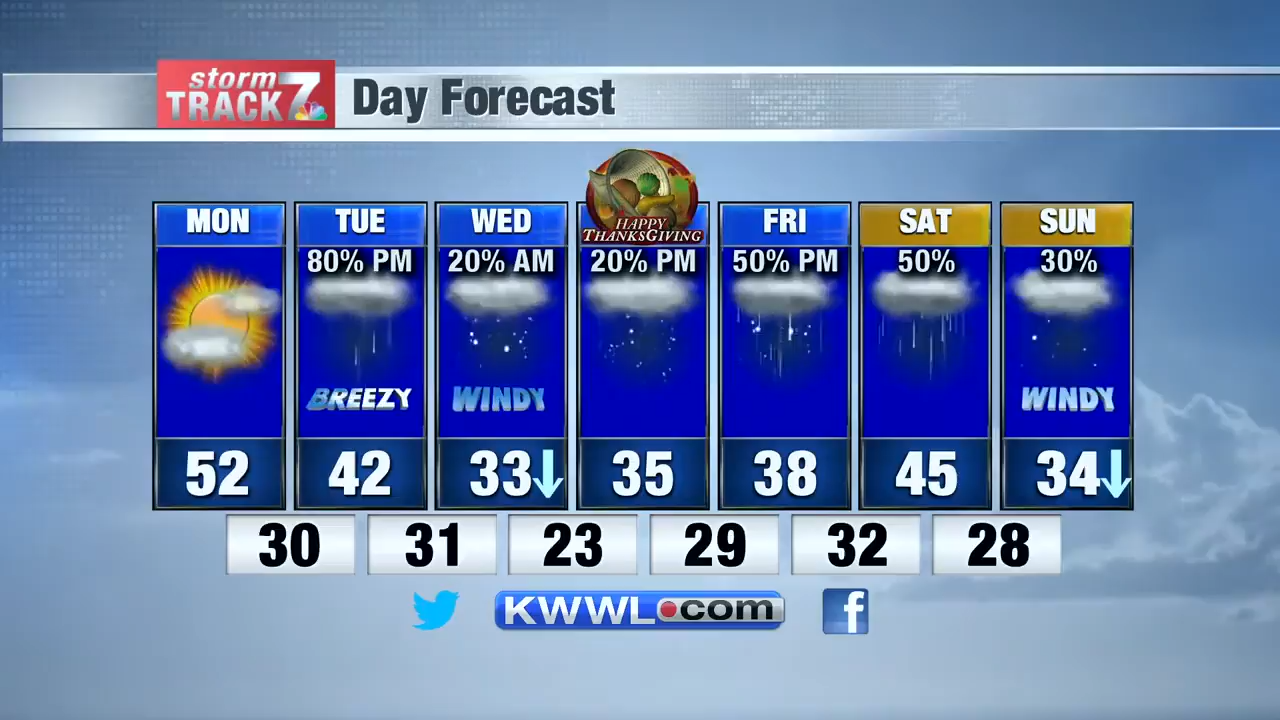 storm
TRACK 7
Day Forecast
MON
TUE
WED
HAPPY
THANKSGIVING
FRI
SAT
SUN
80% PM
20% AM
20% PM
50% PM
50%
30%
BREEZY
WINDY
WINDY
52
42
33
35
38
45
34
30
31
23
29
32
28
KWWL.com
f